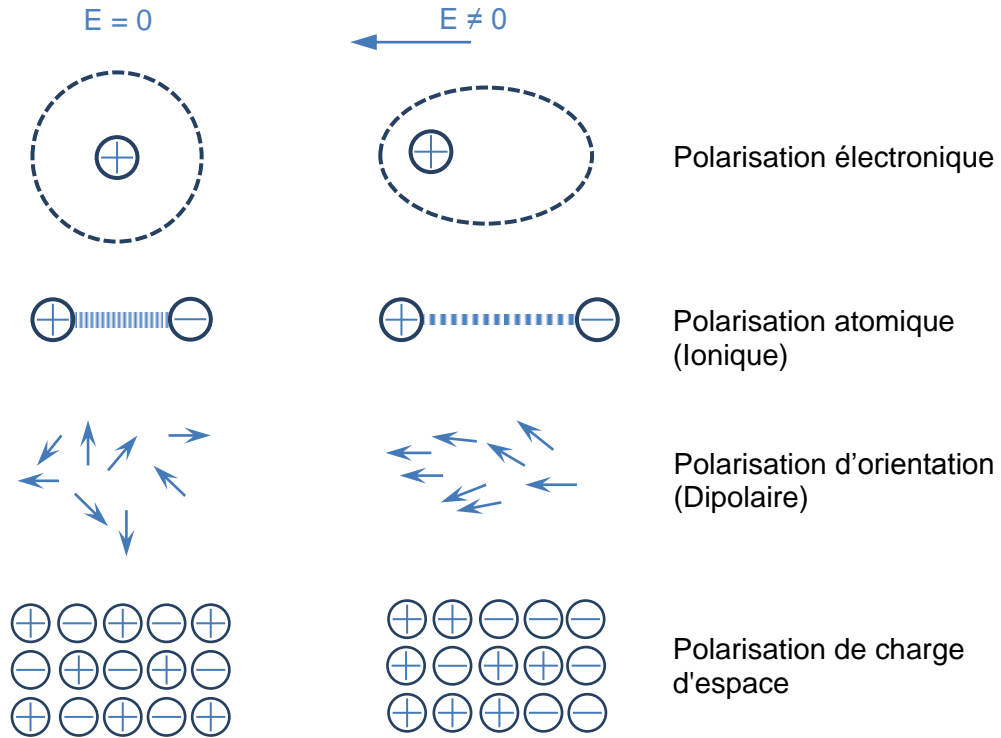 E = 0
E ≠ 0
Polarisation électronique
Polarisation atomique
(Ionique)
Polarisation d’orientation
(Dipolaire)
Polarisation de charge
d'espace